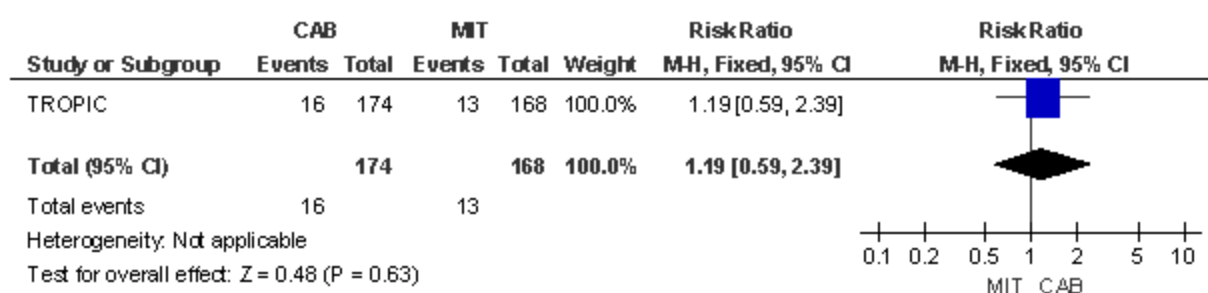 CAB MIT Risk Ratio Risk Ratio
Study or Subgroup Events Total Events Total Weight M-H, Fixed, 95% CI M-H, Fixed, 95% CI
TROPIC 16 174 13 168 100.0% 1.19 [0.59, 2.39]
Total (95% CI) 174 168 100.0% 1.19 [0.59, 2.39]
Total events 16 13
Heterogeneity: Not applicable
Test for overall effect: Z = 0.48 (P = 0.63)
0.1 0.2 0.5 1 2 5 10
MIT CAB